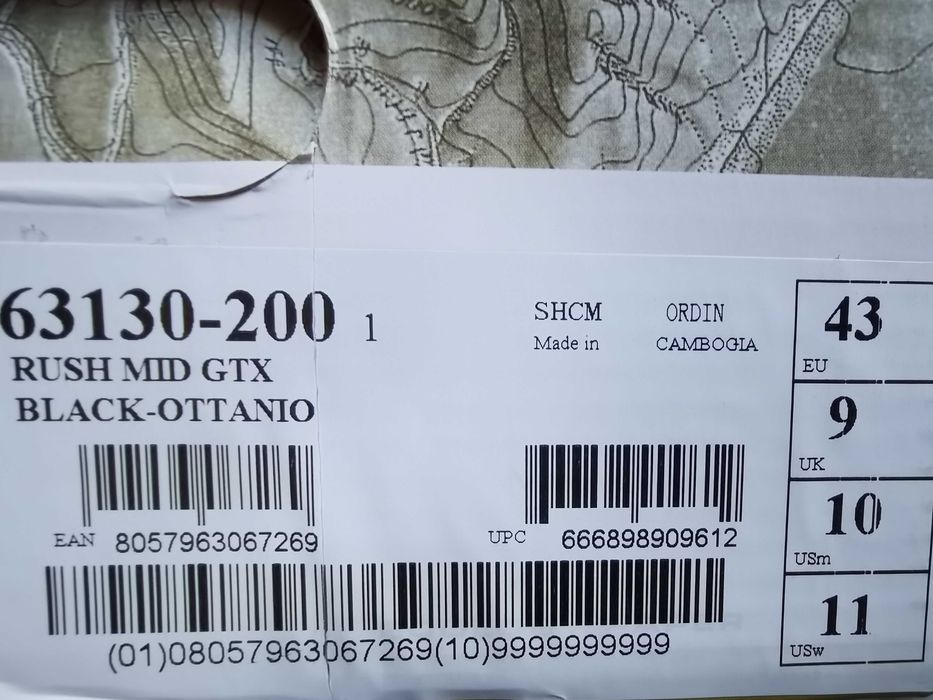 63130-200 1
RUSH MID GTX
BLACK-OTTANIO
SHCM ORDIN
Made in CAMBOGIA
43
EU
9
UK
10
USm
11
USw
EAN 8057963067269
UPC 666898909612
(01)08057963067269(10)9999999999